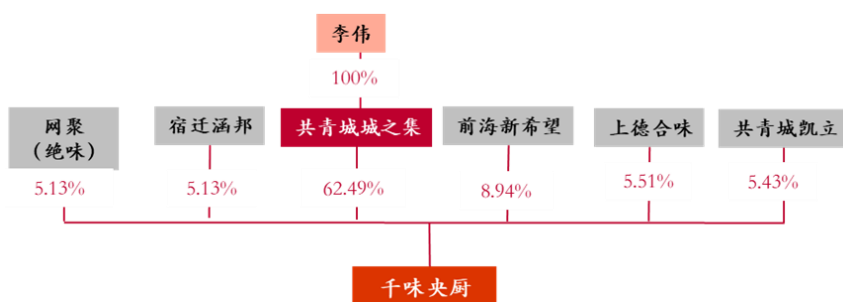 李伟
100%
网聚
（绝味）
宿迁涵邦
共青城城之集
前海新希望
上德合味
共青城凯立
5.13%
5.13%
62.49%
8.94%
5.51%
5.43%
千味央厨